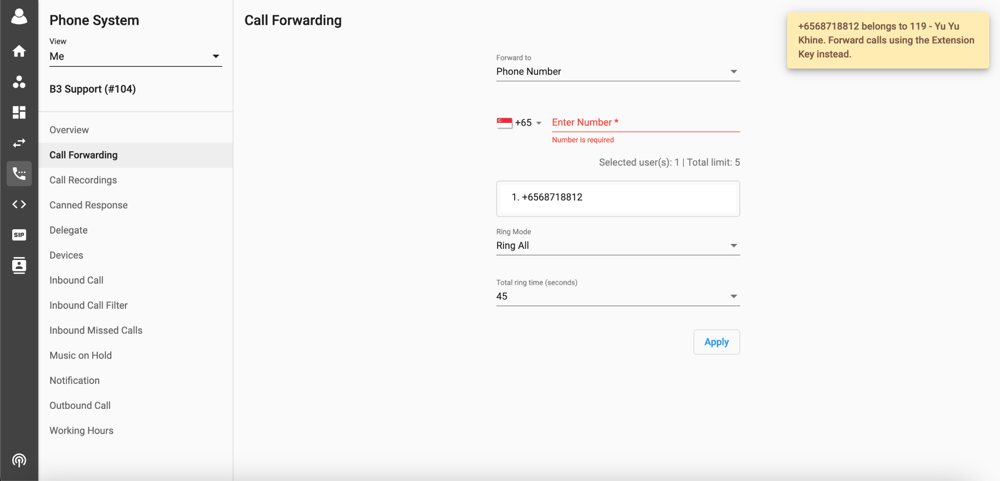 Phone System
View
Me
B3 Support (#104)
Overview
Call Forwarding
Call Recordings
Canned Response
Delegate
Devices
Inbound Call
Inbound Call Filter
Inbound Missed Calls
Music on Hold
Notification
Outbound Call
Working Hours
SIP
Call Forwarding
Forward to
Phone Number
+65
Enter Number *
Number is required
Selected user(s): 1 | Total limit: 5
1. +6568718812
Ring Mode
Ring All
Total ring time (seconds)
45
Apply
+6568718812 belongs to 119 - Yu Yu
Khine. Forward calls using the Extension
Key instead.